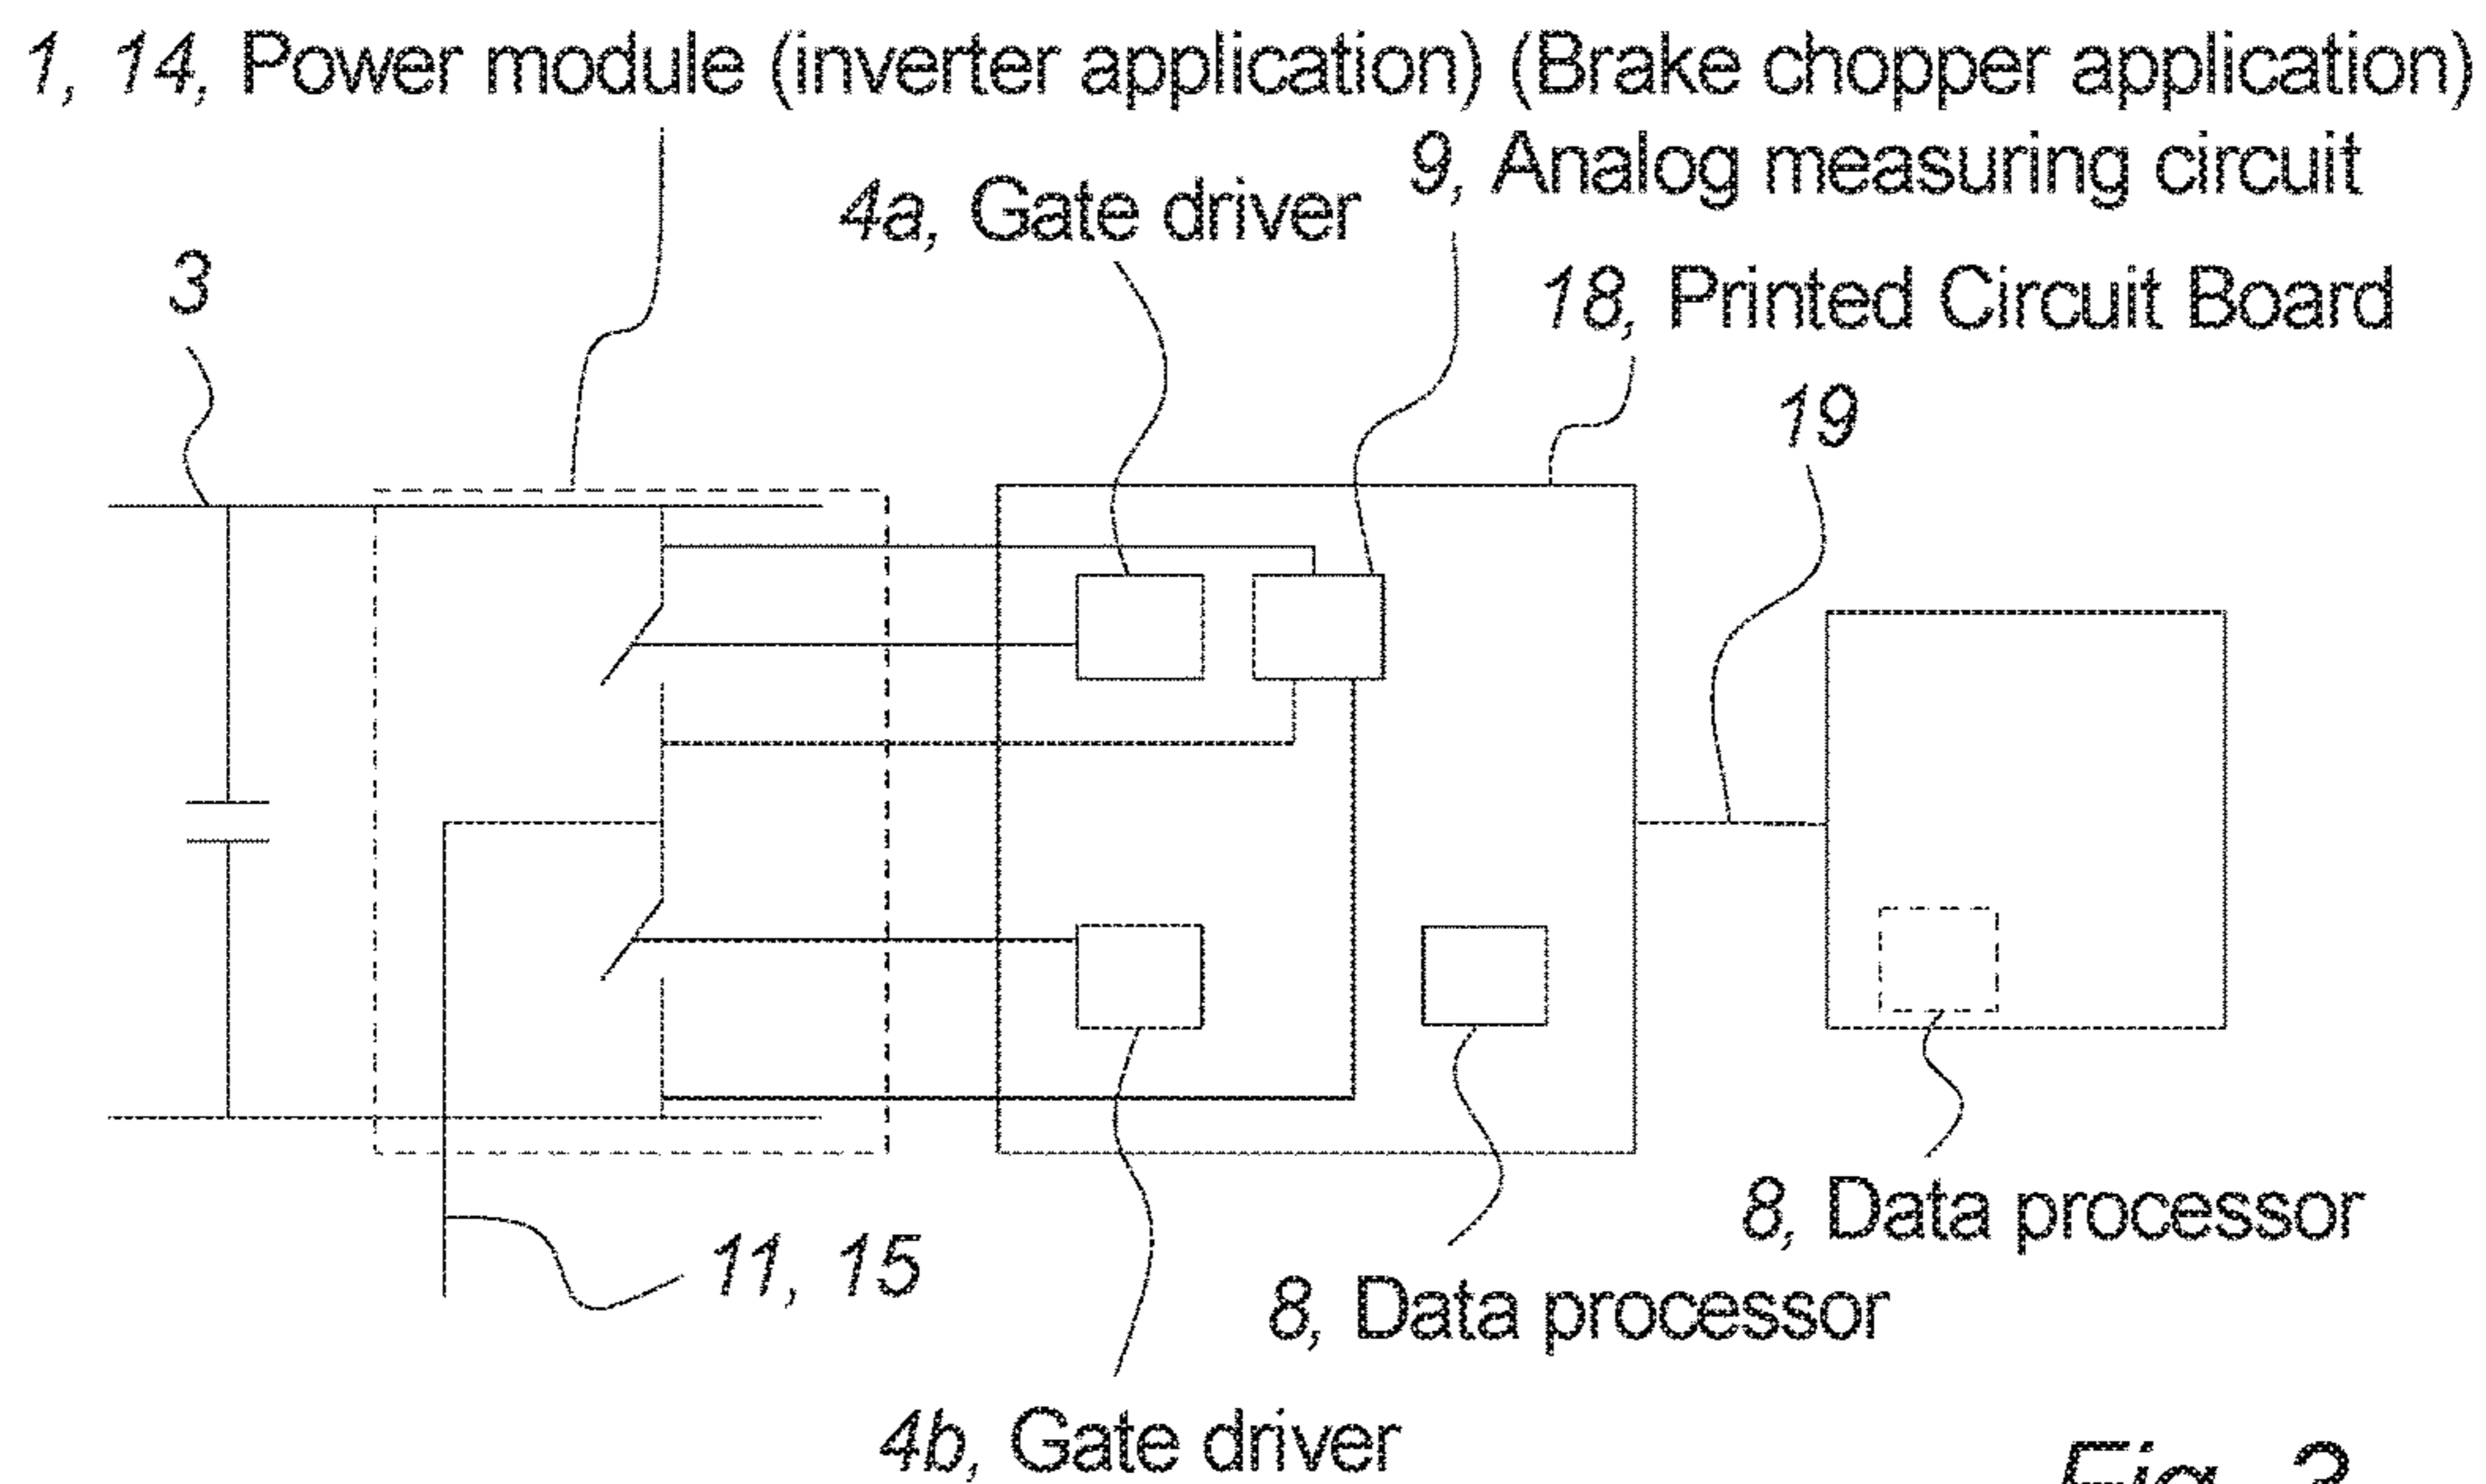 1, 14, Power module (inverter application) (Brake chopper application)
9, Analog measuring circuit
4a, Gate driver
3
18, Printed Circuit Board
19
8, Data processor
11, 15
8, Data processor
4b, Gate driver
Fig.